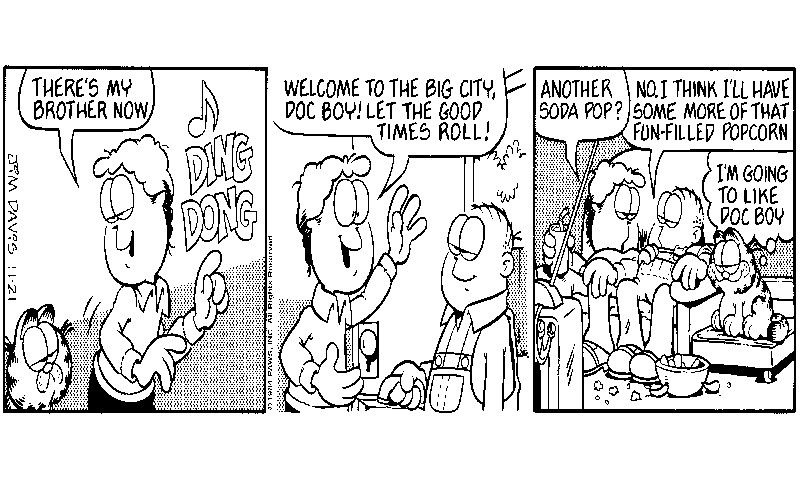 THERE'S MY
BROTHER NOW
DING
DONG
JIM DAVIS 11·21
WELCOME TO THE BIG CITY,
DOC BOY! LET THE GOOD
TIMES ROLL!
ANOTHER
SODA POP?
NO, I THINK I'LL HAVE
SOME MORE OF THAT
FUN-FILLED POPCORN
I'M GOING
TO LIKE
DOC BOY